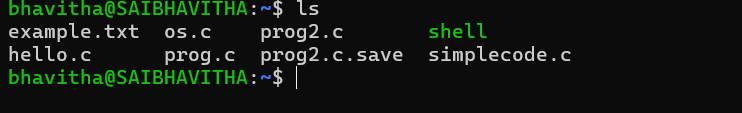 bhavitha@SAIBHAVITHA:~$ ls
example.txt  os.c    prog2.c       shell
hello.c      prog.c  prog2.c.save  simplecode.c
bhavitha@SAIBHAVITHA:~$